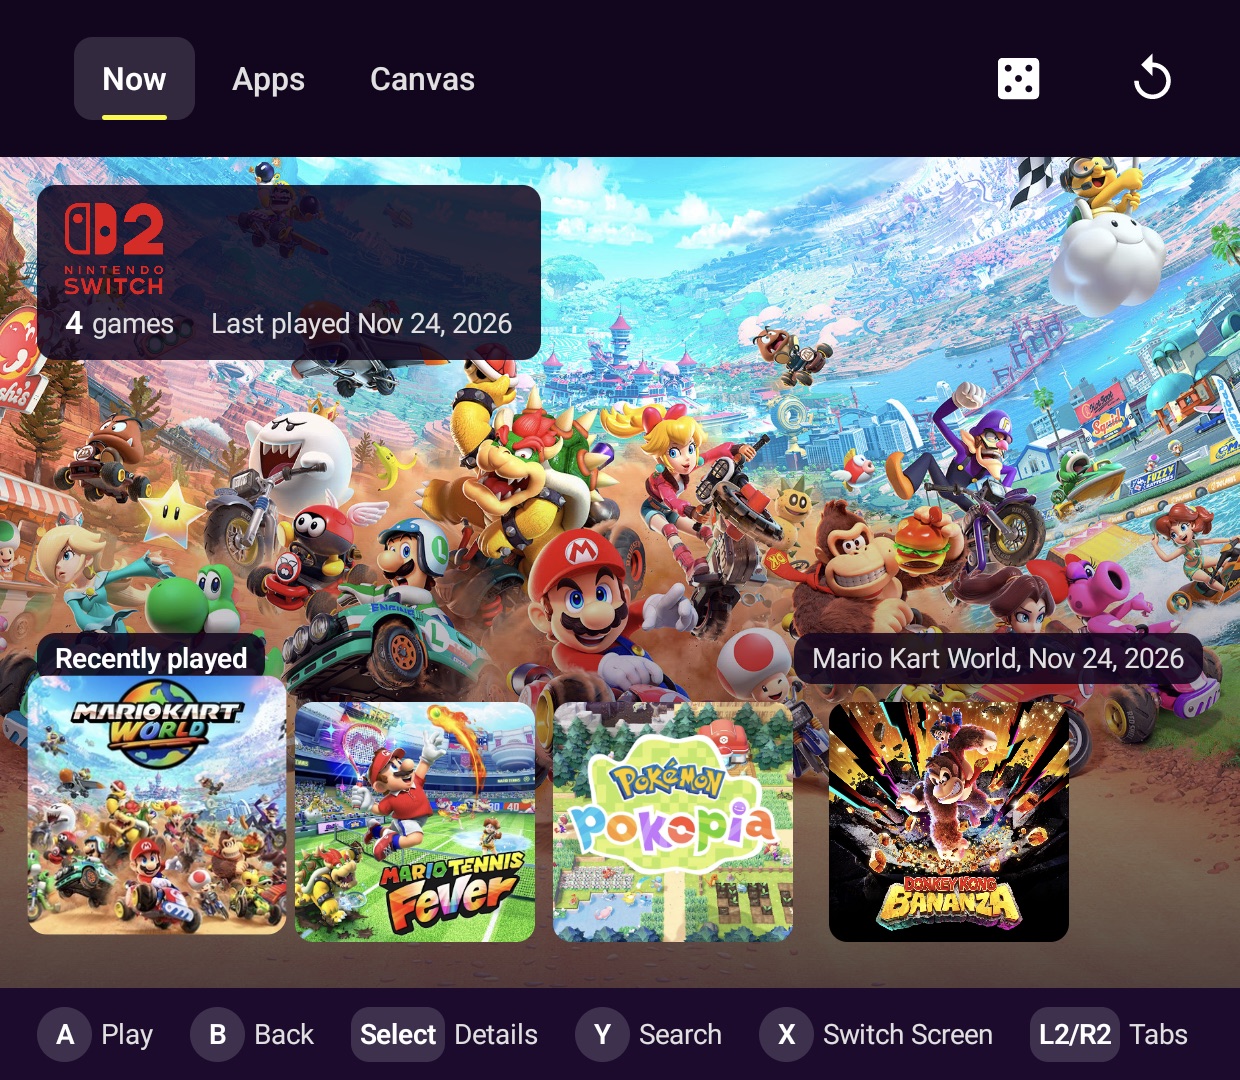 Now Apps Canvas
2
NINTENDO
SWITCH
4 games Last played Nov 24, 2026
Recently played
Mario Kart World, Nov 24, 2026
MARIO KART
WORLD
MARIO TENNIS
FEVER
POKÉMON
pokopia
DONKEY KONG
BANANZA
A Play B Back Select Details Y Search X Switch Screen L2/R2 Tabs